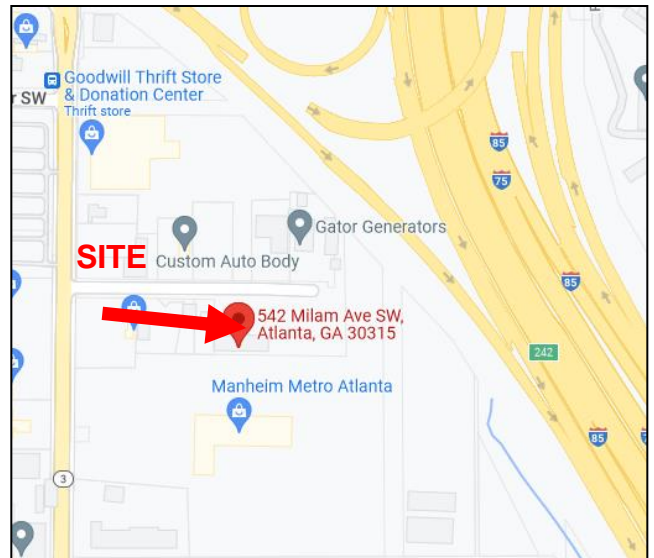 Goodwill Thrift Store
& Donation Center
Thrift store
r SW
85
75
Gator Generators
SITE
Custom Auto Body
85
542 Milam Ave SW,
Atlanta, GA 30315
242
Manheim Metro Atlanta
85
3